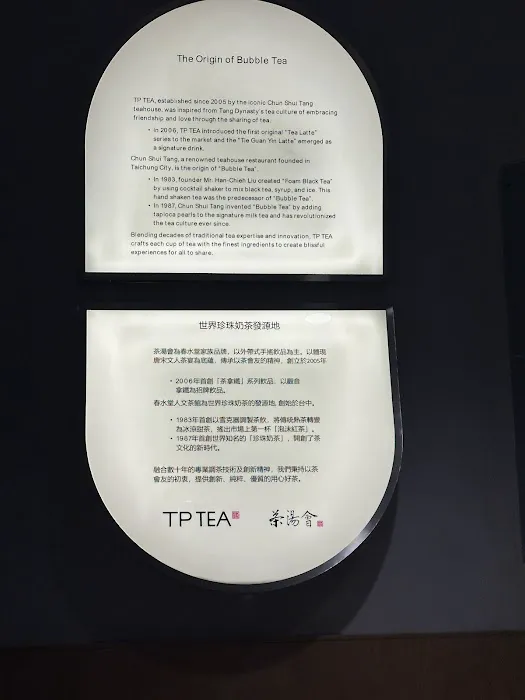 The Origin of Bubble Tea
TP TEA, established since 2005 by the iconic Chun Shui Tang
teahouse, was inspired from Tang Dynasty's tea culture of embracing
friendship and love through the sharing of tea.
• In 2006, TP TEA introduced the first original "Tea Latte"
series to the market and the "Tie Guan Yin Latte" emerged as
a signature drink.
Chun Shui Tang, a renowned teahouse restaurant founded in
Taichung City, is the origin of "Bubble Tea".
• In 1983, founder Mr. Han-Chieh Liu created "Foam Black Tea"
by using cocktail shaker to mix black tea, syrup, and ice. This
hand shaken tea was the predecessor of "Bubble Tea".
• In 1987, Chun Shui Tang invented "Bubble Tea" by adding
tapioca pearls to the signature milk tea and has revolutionized
the tea culture ever since.
Blending decades of traditional tea expertise and innovation, TP TEA
crafts each cup of tea with the finest ingredients to create blissful
experiences for all to share.
世界珍珠奶茶發源地
茶湯會為春水堂家族品牌，以外帶式手搖飲品為主。以體現
唐宋文人茶宴為底蘊，傳承以茶會友的精神，創立於2005年
• 2006年首創「茶拿鐵」系列飲品，以觀音
拿鐵為招牌飲品。
春水堂人文茶館為世界珍珠奶茶的發源地, 創始於台中。
• 1983年首創以雪克器調製茶飲，將傳統熱茶轉變
為冰涼甜茶，搖出市場上第一杯「泡沫紅茶」。
• 1987年首創世界知名的「珍珠奶茶」，開創了茶
文化的新時代。
融合數十年的專業調茶技術及創新精神，我們秉持以茶
會友的初衷，提供創新、純粹、優質的用心好茶。
TP TEA 茶湯會